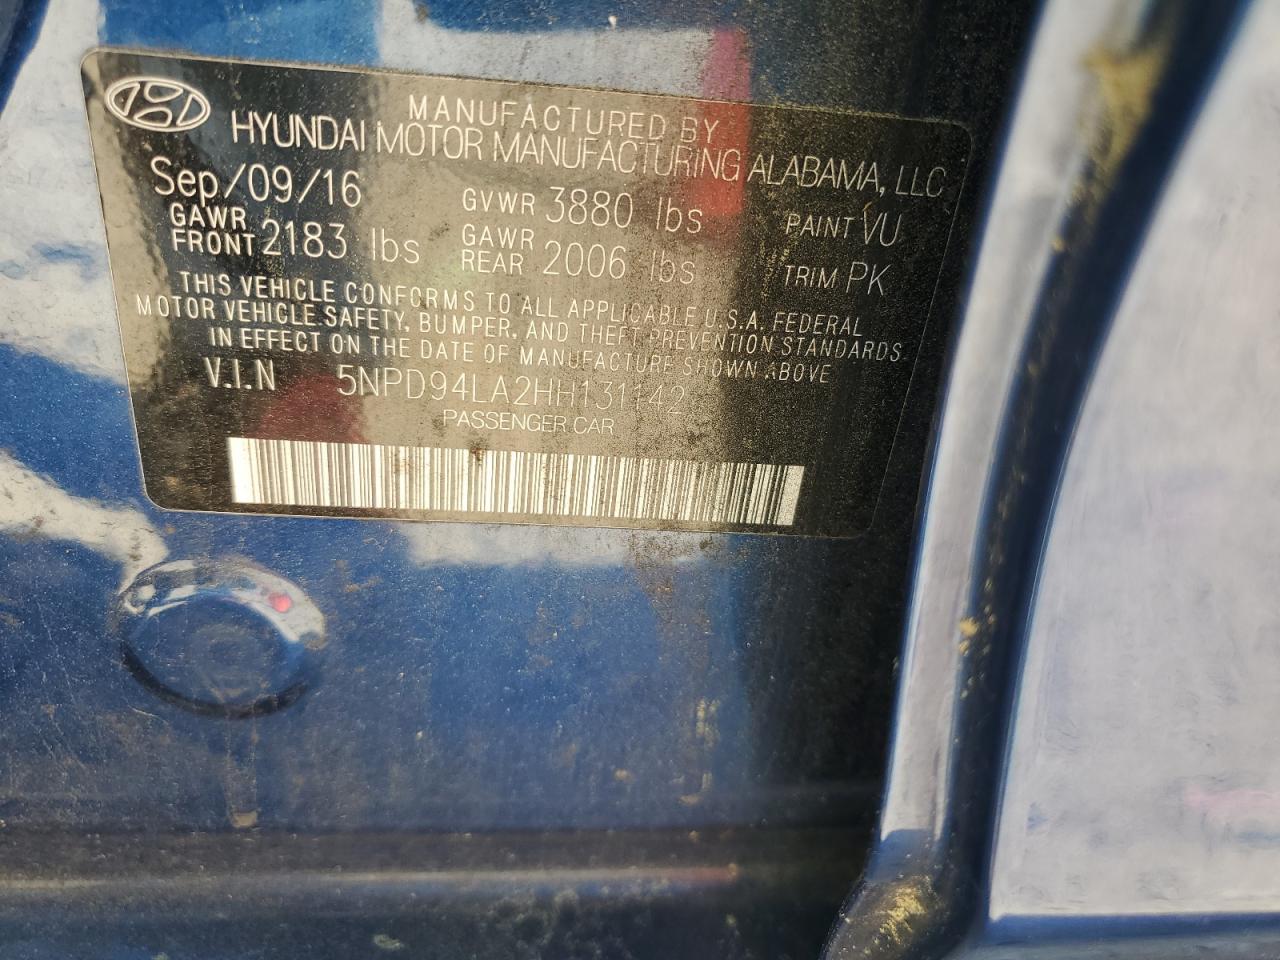 MANUFACTURED BY
HYUNDAI MOTOR MANUFACTURING ALABAMA, LLC
Sep/09/16 GVWR 3880 lbs PAINT VU
GAWR FRONT 2183 lbs GAWR REAR 2006 lbs TRIM PK
THIS VEHICLE CONFORMS TO ALL APPLICABLE U.S.A. FEDERAL
MOTOR VEHICLE SAFETY, BUMPER, AND THEFT PREVENTION STANDARDS
IN EFFECT ON THE DATE OF MANUFACTURE SHOWN ABOVE
V.I.N 5NPD94LA2HH131142
PASSENGER CAR